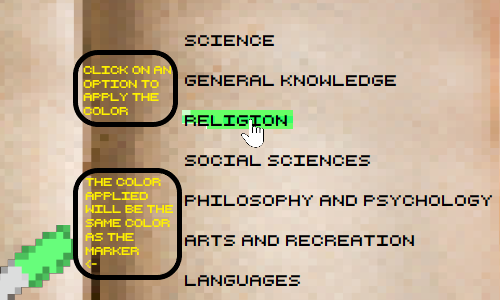 SCIENCE
CLICK ON AN
OPTION TO
APPLY THE
COLOR
GENERAL KNOWLEDGE
RELIGION
SOCIAL SCIENCES
THE COLOR
APPLIED
WILL BE THE
SAME COLOR
AS THE
MARKER
<-
PHILOSOPHY AND PSYCHOLOGY
ARTS AND RECREATION
LANGUAGES